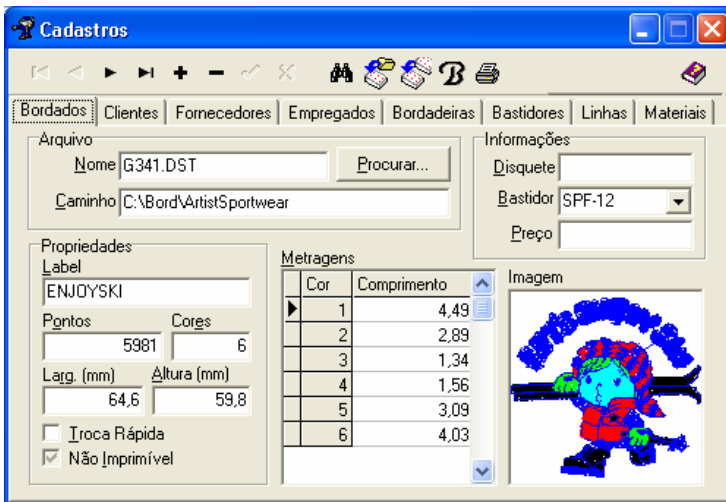 Cadastros
Bordados Clientes Fornecedores Empregados Bordadeiras Bastidores Linhas Materiais
Arquivo
Nome G341.DST Procurar...
Caminho C:\Bord\ArtistSportwear
Informações
Disquete
Bastidor SPF-12
Preço
Propriedades
Label
ENJOYSKI
Pontos Cores
5981 6
Larg. (mm) Altura (mm)
64,6 59,8
Troca Rápida
Não Imprimível
Metragens
Cor Comprimento
1 4,49
2 2,89
3 1,34
4 1,56
5 3,09
6 4,03
Imagem